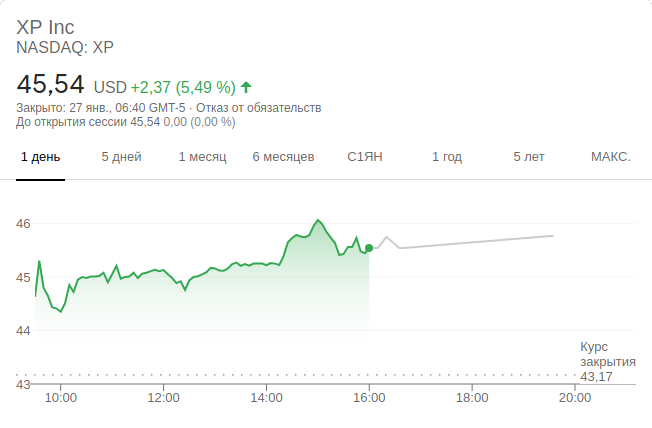 XP Inc
NASDAQ: XP
45,54 USD +2,37 (5,49 %)
Закрыто: 27 янв., 06:40 GMT-5 · Отказ от обязательств
До открытия сессии 45,54 0,00 (0,00 %)
1 день 5 дней 1 месяц 6 месяцев С1ЯН 1 год 5 лет МАКС.
46
45
44
Курс
закрытия
43,17
43
10:00 12:00 14:00 16:00 18:00 20:00